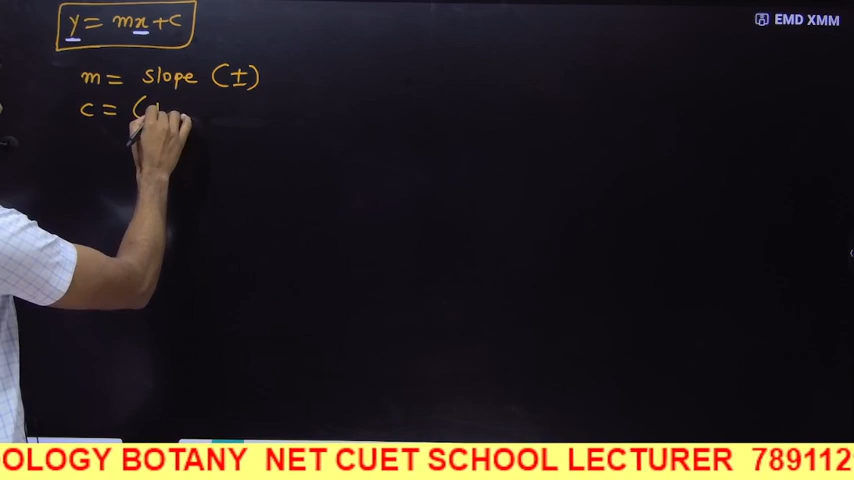 y = mx + c
EMD XMM
m = slope (±)
c = (
OLOGY BOTANY NET CUET SCHOOL LECTURER 789112